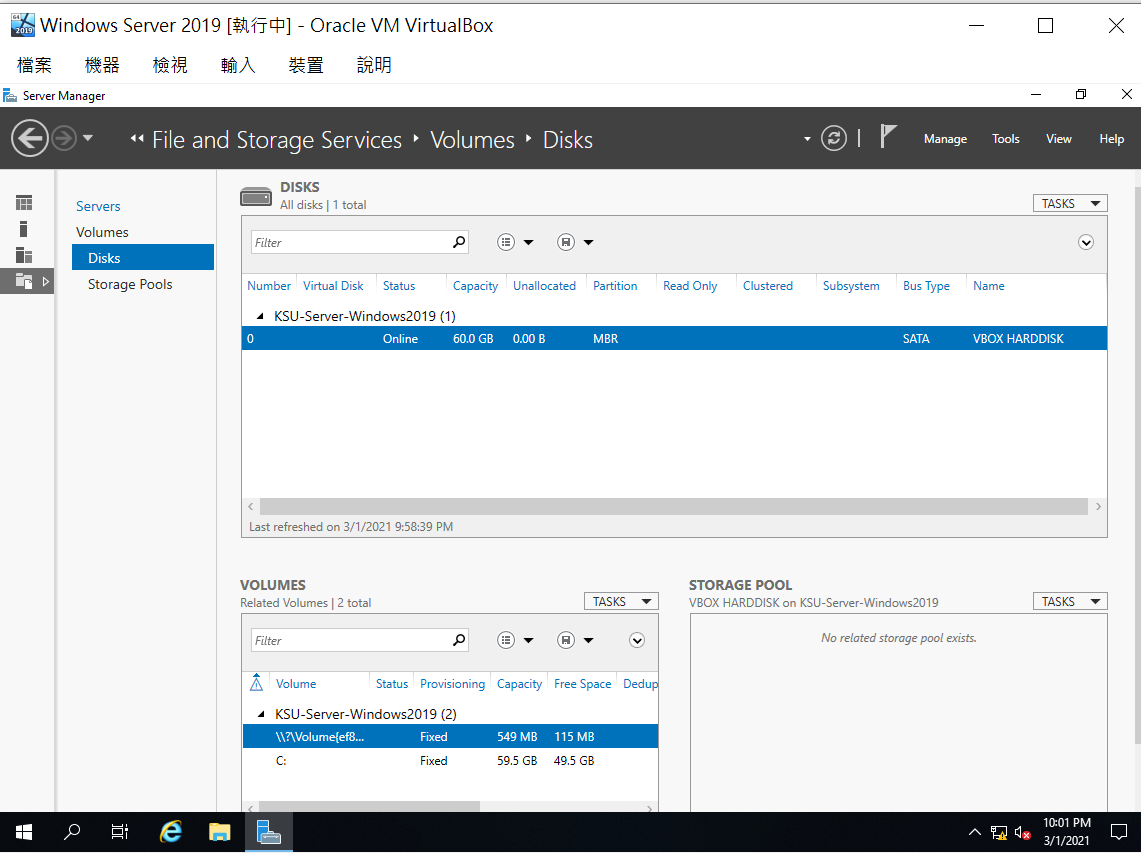 Windows Server 2019 [執行中] - Oracle VM VirtualBox
檔案 機器 檢視 輸入 裝置 說明
Server Manager
File and Storage Services Volumes Disks
Manage Tools View Help
Servers
Volumes
Disks
Storage Pools
DISKS
All disks | 1 total
TASKS
Filter
Number Virtual Disk Status Capacity Unallocated Partition Read Only Clustered Subsystem Bus Type Name
KSU-Server-Windows2019 (1)
0 Online 60.0 GB 0.00 B MBR SATA VBOX HARDDISK
Last refreshed on 3/1/2021 9:58:39 PM
VOLUMES
Related Volumes | 2 total
TASKS
Filter
Volume Status Provisioning Capacity Free Space Dedup
KSU-Server-Windows2019 (2)
\\?\Volume{ef8... Fixed 549 MB 115 MB
C: Fixed 59.5 GB 49.5 GB
STORAGE POOL
VBOX HARDDISK on KSU-Server-Windows2019
TASKS
No related storage pool exists.
10:01 PM
3/1/2021